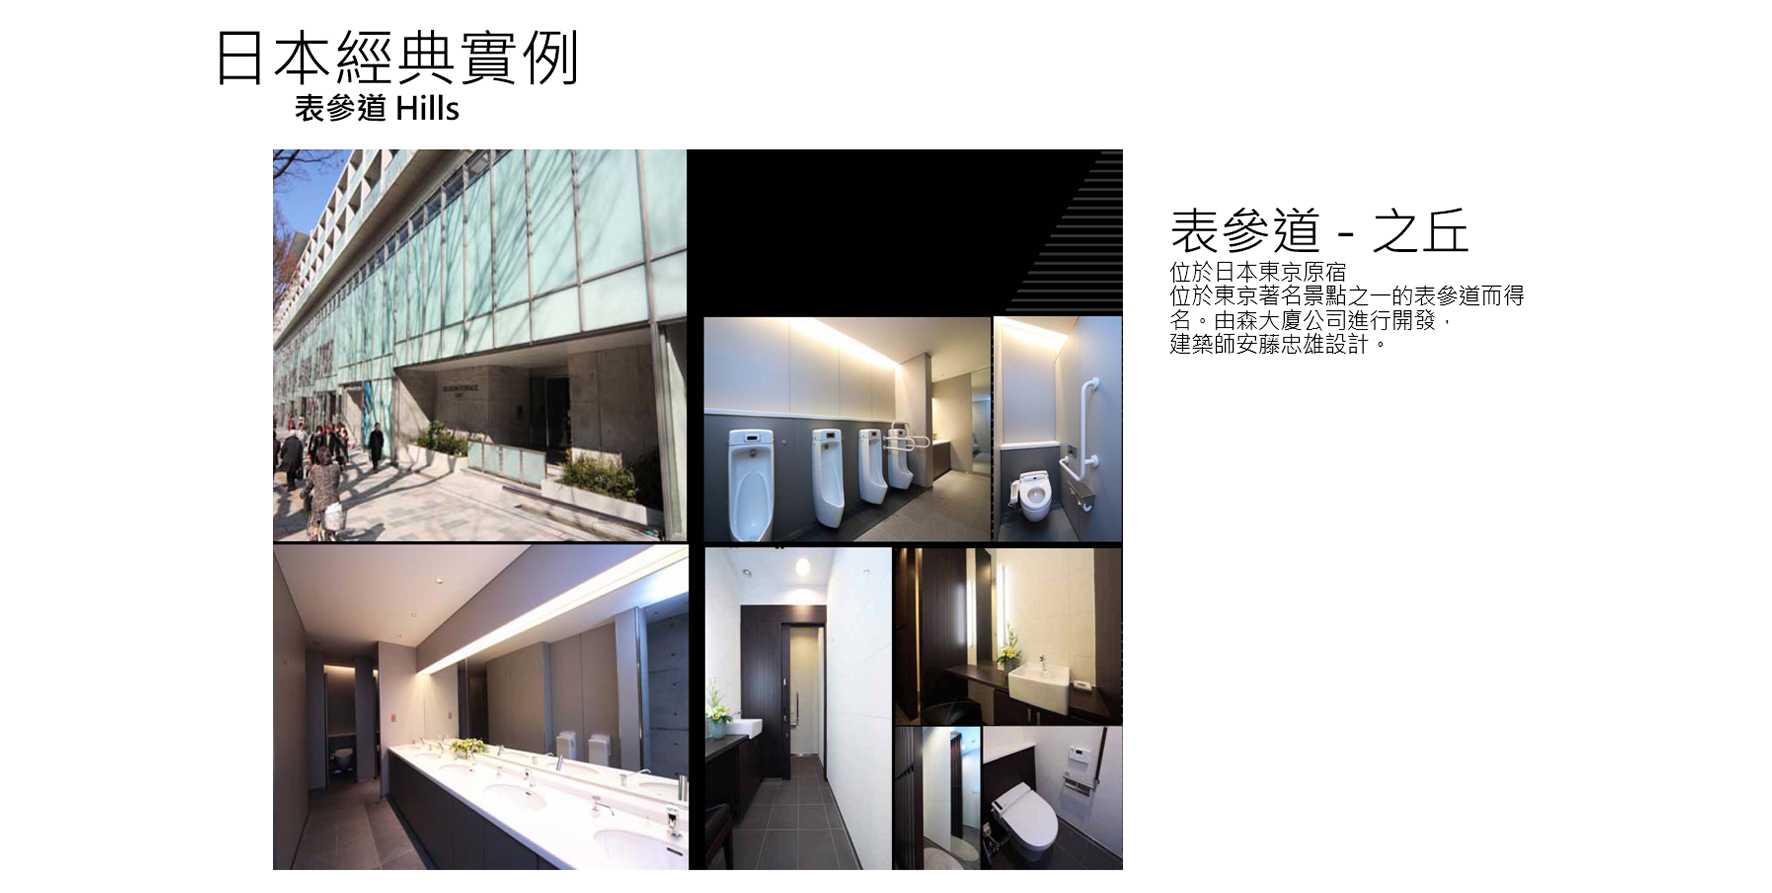 日本經典實例
表參道 Hills
表參道 - 之丘
位於日本東京原宿
位於東京著名景點之一的表參道而得
名。由森大廈公司進行開發，
建築師安藤忠雄設計。